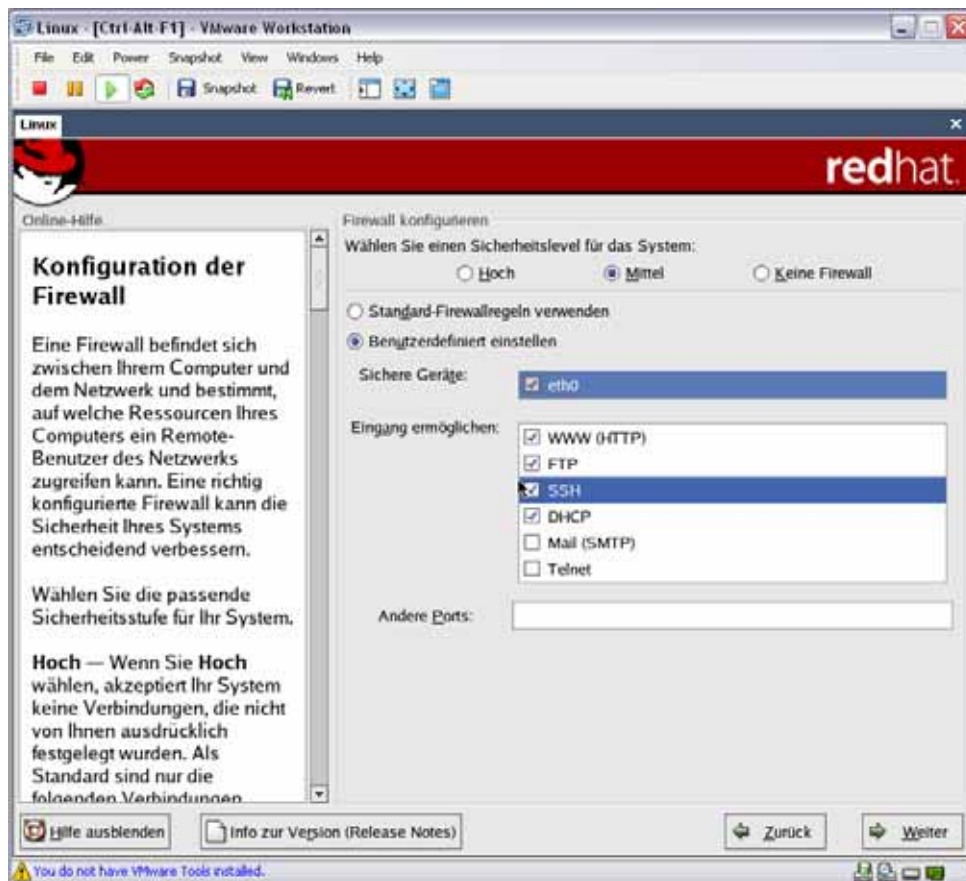 Linux - [Ctrl-Alt-F1] - VMware Workstation
File Edit Power Snapshot View Windows Help
Snapshot Revert
Linux
redhat.
Online-Hilfe
Konfiguration der
Firewall
Eine Firewall befindet sich
zwischen Ihrem Computer und
dem Netzwerk und bestimmt,
auf welche Ressourcen Ihres
Computers ein Remote-
Benutzer des Netzwerks
zugreifen kann. Eine richtig
konfigurierte Firewall kann die
Sicherheit Ihres Systems
entscheidend verbessern.
Wählen Sie die passende
Sicherheitsstufe für Ihr System.
Hoch — Wenn Sie Hoch
wählen, akzeptiert Ihr System
keine Verbindungen, die nicht
von Ihnen ausdrücklich
festgelegt wurden. Als
Standard sind nur die
folgenden Verbindungen
Firewall konfigurieren
Wählen Sie einen Sicherheitslevel für das System:
Hoch Mittel Keine Firewall
Standard-Firewallregeln verwenden
Benutzerdefiniert einstellen
Sichere Geräte:
eth0
Eingang ermöglichen:
WWW (HTTP)
FTP
SSH
DHCP
Mail (SMTP)
Telnet
Andere Ports:
Hilfe ausblenden
Info zur Version (Release Notes)
Zurück
Weiter
You do not have VMware Tools installed.